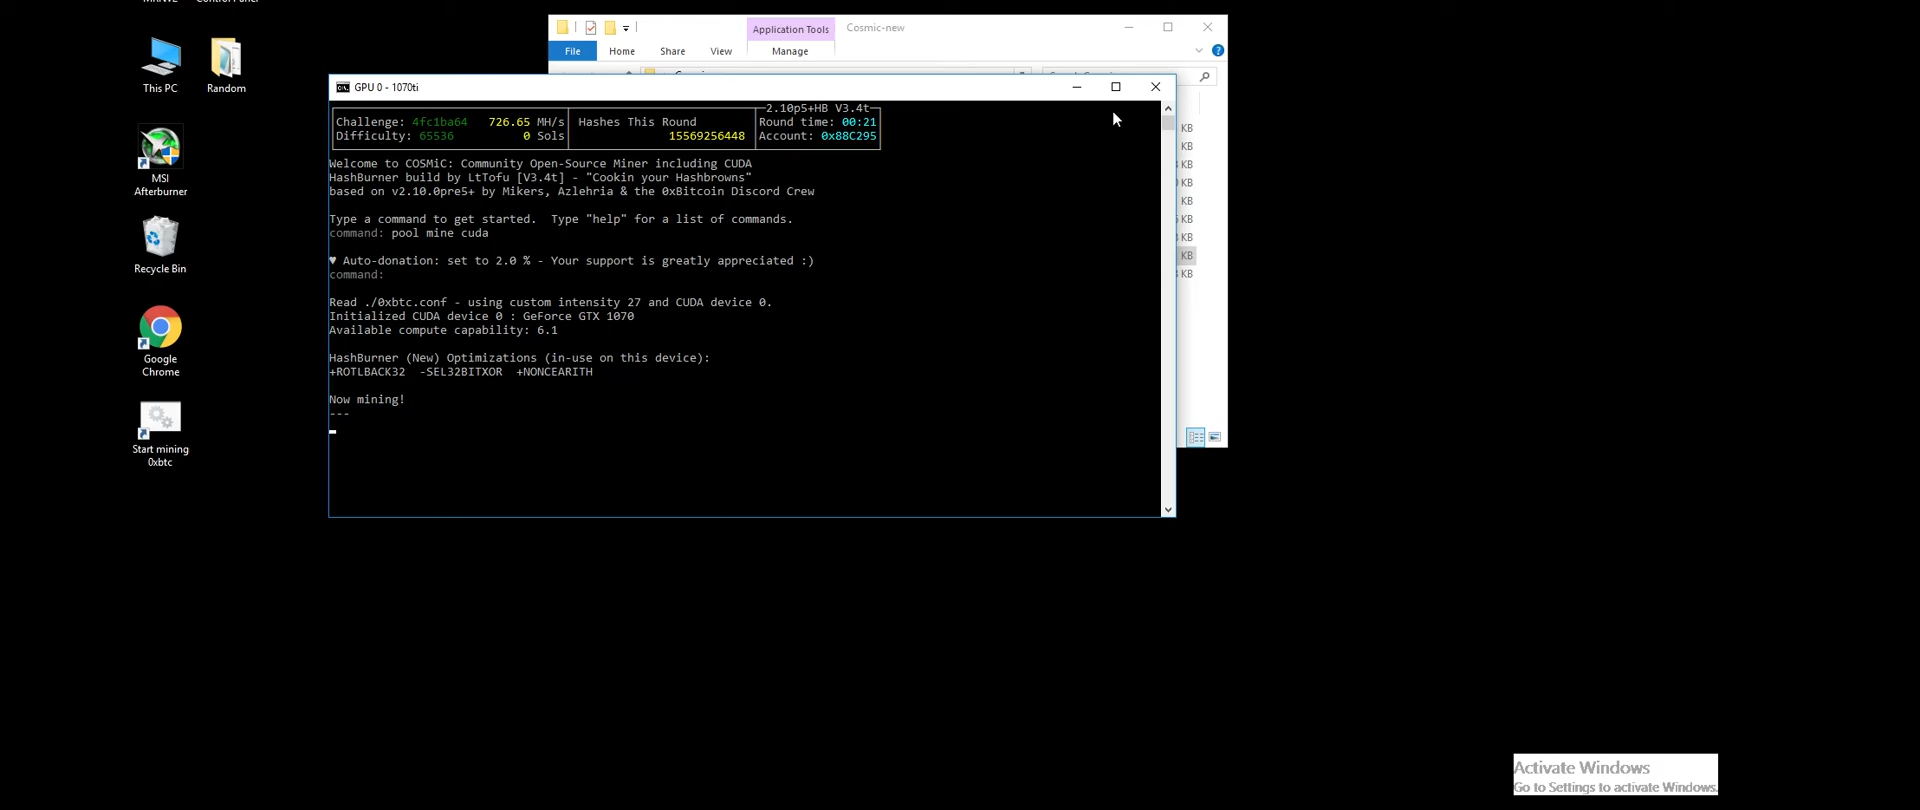 Control Panel
This PC
Random
MSI
Afterburner
Recycle Bin
Google
Chrome
Start mining
0xbtc
Application Tools
Cosmic-new
File
Home
Share
View
Manage
GPU 0 - 1070ti
2.10p5+HB V3.4t
Challenge: 4fc1ba64 726.65 MH/s Hashes This Round Round time: 00:21
Difficulty: 65536 0 Sols 15569256448 Account: 0x88C295
Welcome to COSMiC: Community Open-Source Miner including CUDA
HashBurner build by LtTofu [V3.4t] - "Cookin your Hashbrowns"
based on v2.10.0pre5+ by Mikers, Azlehria & the 0xBitcoin Discord Crew
Type a command to get started. Type "help" for a list of commands.
command: pool mine cuda
♥ Auto-donation: set to 2.0 % - Your support is greatly appreciated :)
command:
Read ./0xbtc.conf - using custom intensity 27 and CUDA device 0.
Initialized CUDA device 0 : GeForce GTX 1070
Available compute capability: 6.1
HashBurner (New) Optimizations (in-use on this device):
+ROTLBACK32 -SEL32BITXOR +NONCEARITH
Now mining!
---
KB
KB
KB
KB
KB
KB
KB
KB
KB
Activate Windows
Go to Settings to activate Windows.